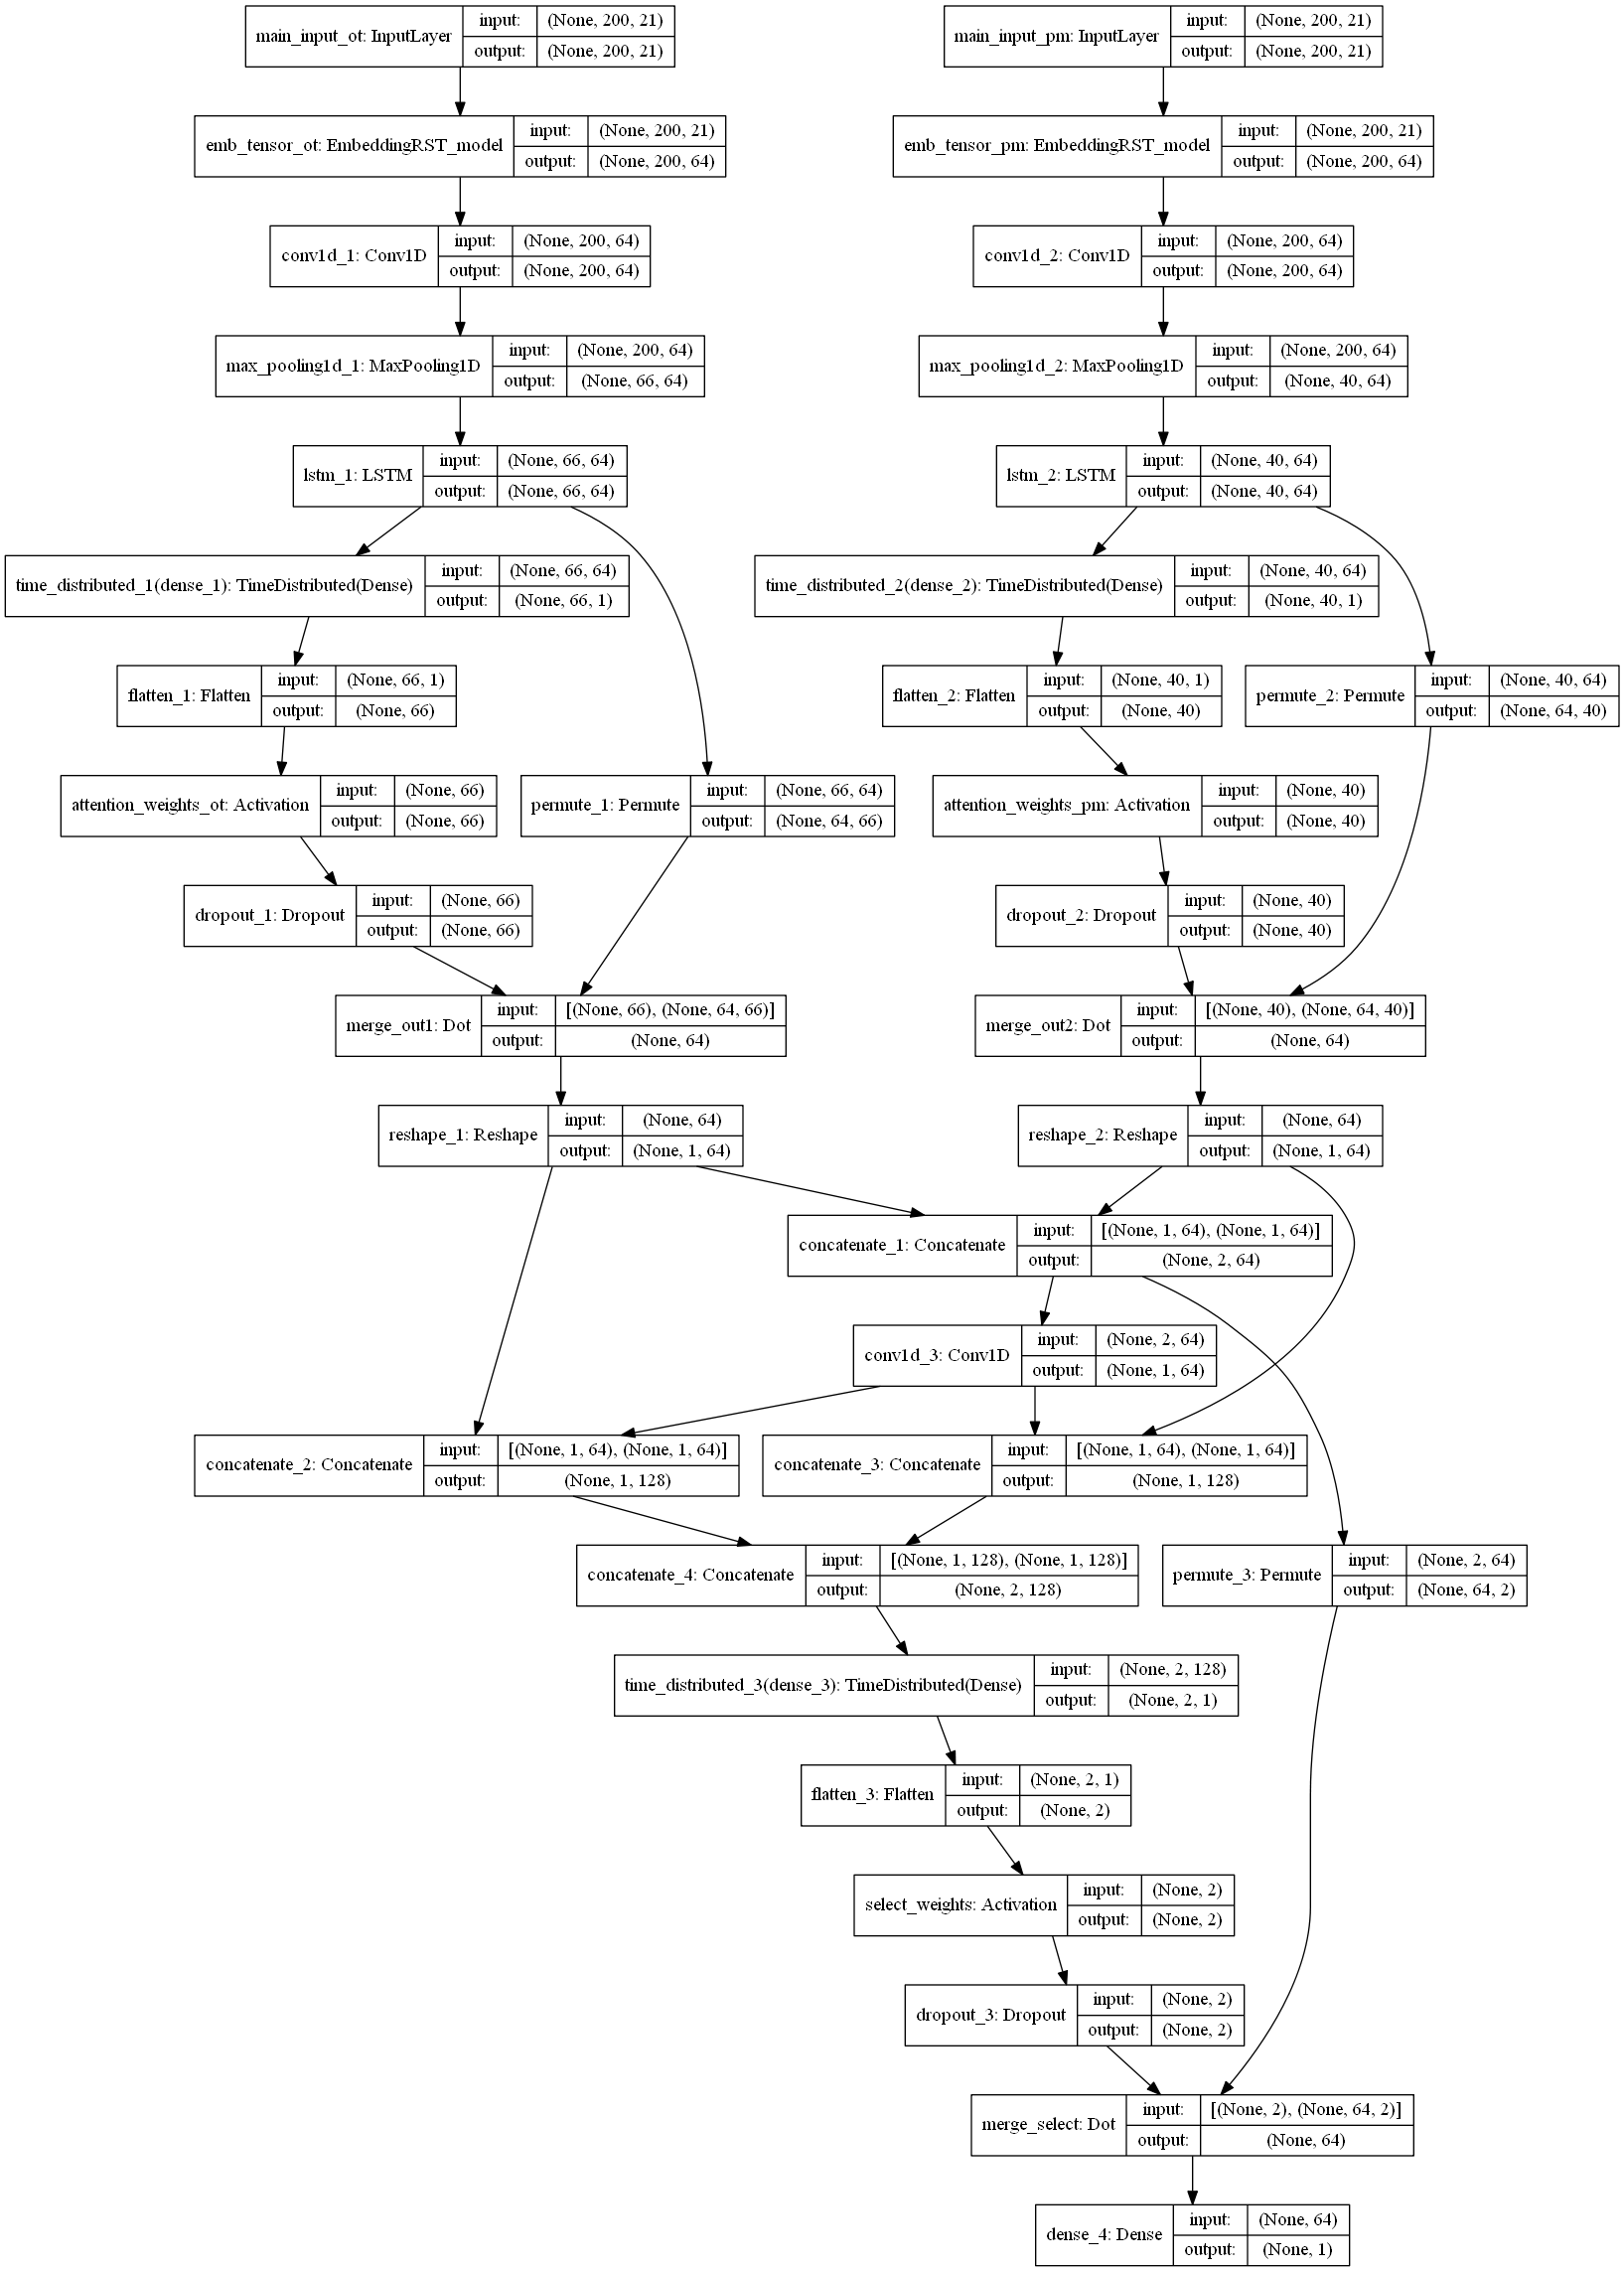 main_input_ot: InputLayer
input:
(None, 200, 21)
output:
(None, 200, 21)
main_input_pm: InputLayer
input:
(None, 200, 21)
output:
(None, 200, 21)
emb_tensor_ot: EmbeddingRST_model
input:
(None, 200, 21)
output:
(None, 200, 64)
emb_tensor_pm: EmbeddingRST_model
input:
(None, 200, 21)
output:
(None, 200, 64)
conv1d_1: Conv1D
input:
(None, 200, 64)
output:
(None, 200, 64)
conv1d_2: Conv1D
input:
(None, 200, 64)
output:
(None, 200, 64)
max_pooling1d_1: MaxPooling1D
input:
(None, 200, 64)
output:
(None, 66, 64)
max_pooling1d_2: MaxPooling1D
input:
(None, 200, 64)
output:
(None, 40, 64)
lstm_1: LSTM
input:
(None, 66, 64)
output:
(None, 66, 64)
lstm_2: LSTM
input:
(None, 40, 64)
output:
(None, 40, 64)
time_distributed_1(dense_1): TimeDistributed(Dense)
input:
(None, 66, 64)
output:
(None, 66, 1)
time_distributed_2(dense_2): TimeDistributed(Dense)
input:
(None, 40, 64)
output:
(None, 40, 1)
flatten_1: Flatten
input:
(None, 66, 1)
output:
(None, 66)
flatten_2: Flatten
input:
(None, 40, 1)
output:
(None, 40)
permute_2: Permute
input:
(None, 40, 64)
output:
(None, 64, 40)
attention_weights_ot: Activation
input:
(None, 66)
output:
(None, 66)
permute_1: Permute
input:
(None, 66, 64)
output:
(None, 64, 66)
attention_weights_pm: Activation
input:
(None, 40)
output:
(None, 40)
dropout_1: Dropout
input:
(None, 66)
output:
(None, 66)
dropout_2: Dropout
input:
(None, 40)
output:
(None, 40)
merge_out1: Dot
input:
[(None, 66), (None, 64, 66)]
output:
(None, 64)
merge_out2: Dot
input:
[(None, 40), (None, 64, 40)]
output:
(None, 64)
reshape_1: Reshape
input:
(None, 64)
output:
(None, 1, 64)
reshape_2: Reshape
input:
(None, 64)
output:
(None, 1, 64)
concatenate_1: Concatenate
input:
[(None, 1, 64), (None, 1, 64)]
output:
(None, 2, 64)
conv1d_3: Conv1D
input:
(None, 2, 64)
output:
(None, 1, 64)
concatenate_2: Concatenate
input:
[(None, 1, 64), (None, 1, 64)]
output:
(None, 1, 128)
concatenate_3: Concatenate
input:
[(None, 1, 64), (None, 1, 64)]
output:
(None, 1, 128)
concatenate_4: Concatenate
input:
[(None, 1, 128), (None, 1, 128)]
output:
(None, 2, 128)
permute_3: Permute
input:
(None, 2, 64)
output:
(None, 64, 2)
time_distributed_3(dense_3): TimeDistributed(Dense)
input:
(None, 2, 128)
output:
(None, 2, 1)
flatten_3: Flatten
input:
(None, 2, 1)
output:
(None, 2)
select_weights: Activation
input:
(None, 2)
output:
(None, 2)
dropout_3: Dropout
input:
(None, 2)
output:
(None, 2)
merge_select: Dot
input:
[(None, 2), (None, 64, 2)]
output:
(None, 64)
dense_4: Dense
input:
(None, 64)
output:
(None, 1)